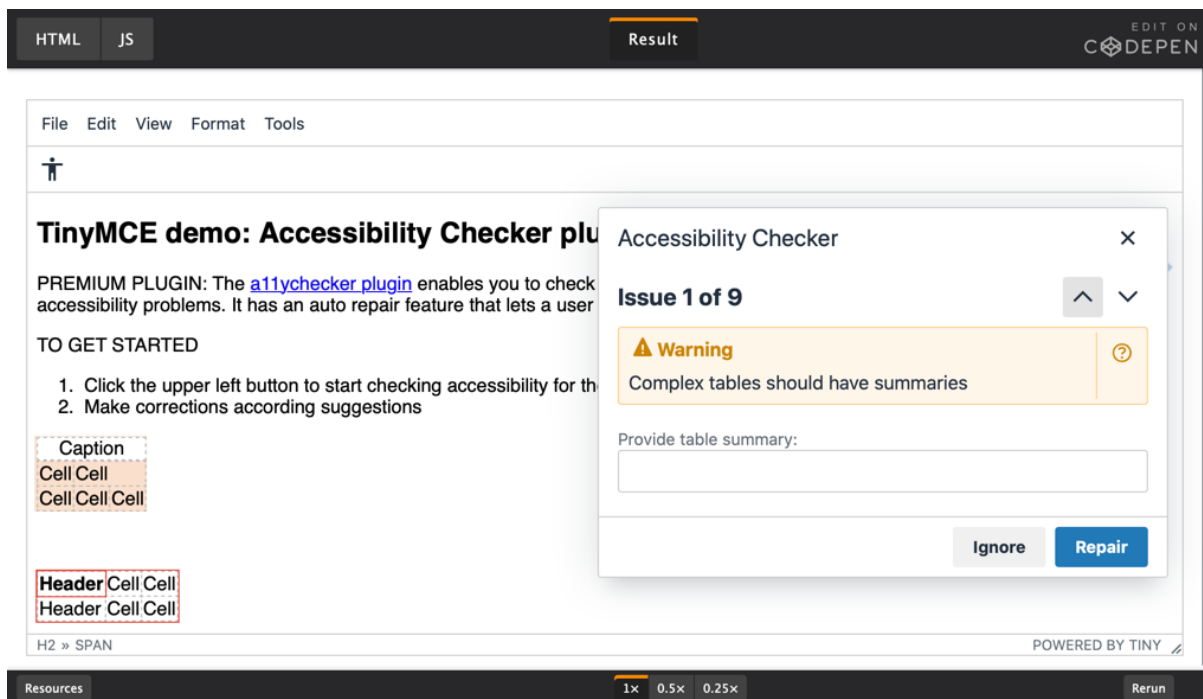 HTML JS Result EDIT ON
CODEPEN
File Edit View Format Tools
TinyMCE demo: Accessibility Checker plu
PREMIUM PLUGIN: The a11ychecker plugin enables you to check
accessibility problems. It has an auto repair feature that lets a user
TO GET STARTED
1. Click the upper left button to start checking accessibility for th
2. Make corrections according suggestions
Caption
Cell Cell
Cell Cell Cell
Header Cell Cell
Header Cell Cell
Accessibility Checker
Issue 1 of 9
Warning
Complex tables should have summaries
Provide table summary:
Ignore Repair
H2 » SPAN POWERED BY TINY
Resources 1× 0.5× 0.25× Rerun